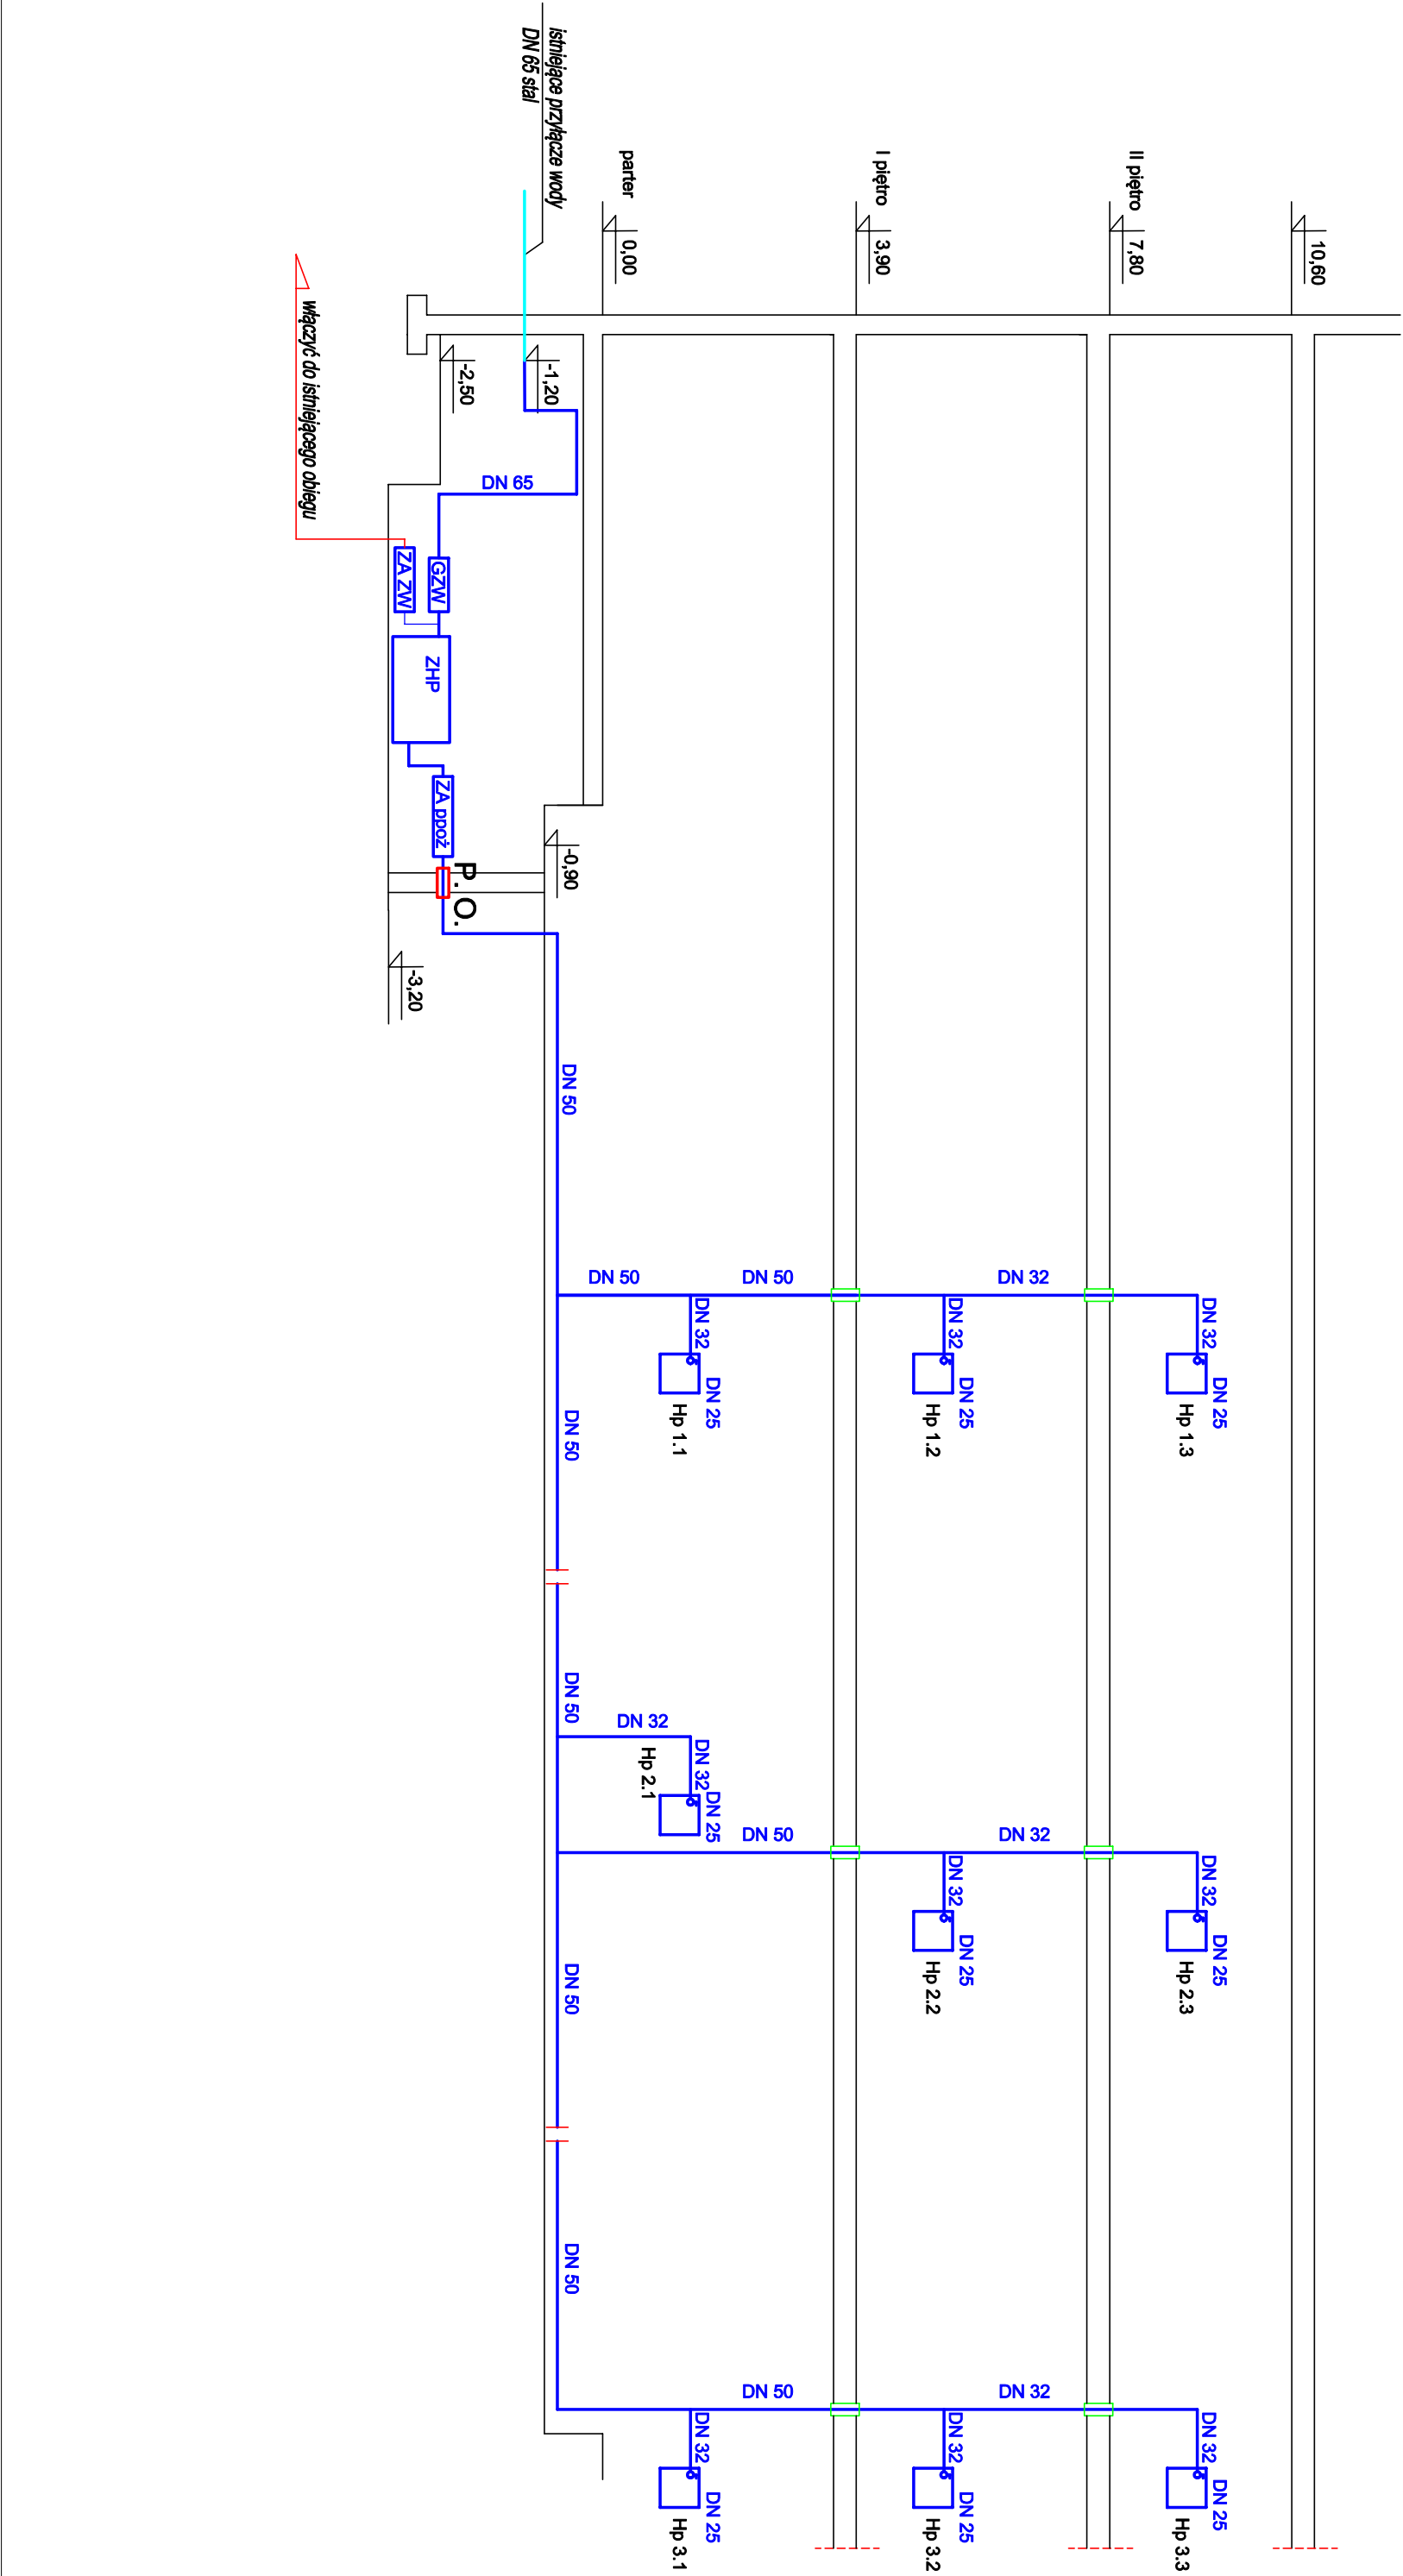 10,60
II piętro
7,80
DN 32
DN 25
Hp 1.3
DN 32
DN 25
Hp 2.3
DN 32
DN 25
Hp 3.3
DN 32
DN 32
DN 32
I piętro
3,90
DN 32
DN 25
Hp 1.2
DN 32
DN 25
Hp 2.2
DN 32
DN 25
Hp 3.2
DN 50
DN 50
DN 50
DN 32
DN 25
Hp 1.1
DN 32
DN 25
Hp 2.1
DN 32
DN 25
Hp 3.1
parter
0,00
DN 50
DN 32
istniejące przyłącze wody
DN 65 stal
-1,20
-0,90
DN 50
DN 50
DN 50
DN 50
DN 50
DN 65
-2,50
GZW
ZA ZW
ZHP
ZA ppoż
P. O.
-3,20
włączyć do istniejącego obiegu